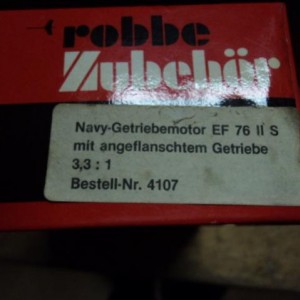 robbe
Zubehör
Navy-Getriebemotor EF 76 II S
mit angeflanschtem Getriebe
3,3 : 1
Bestell-Nr. 4107